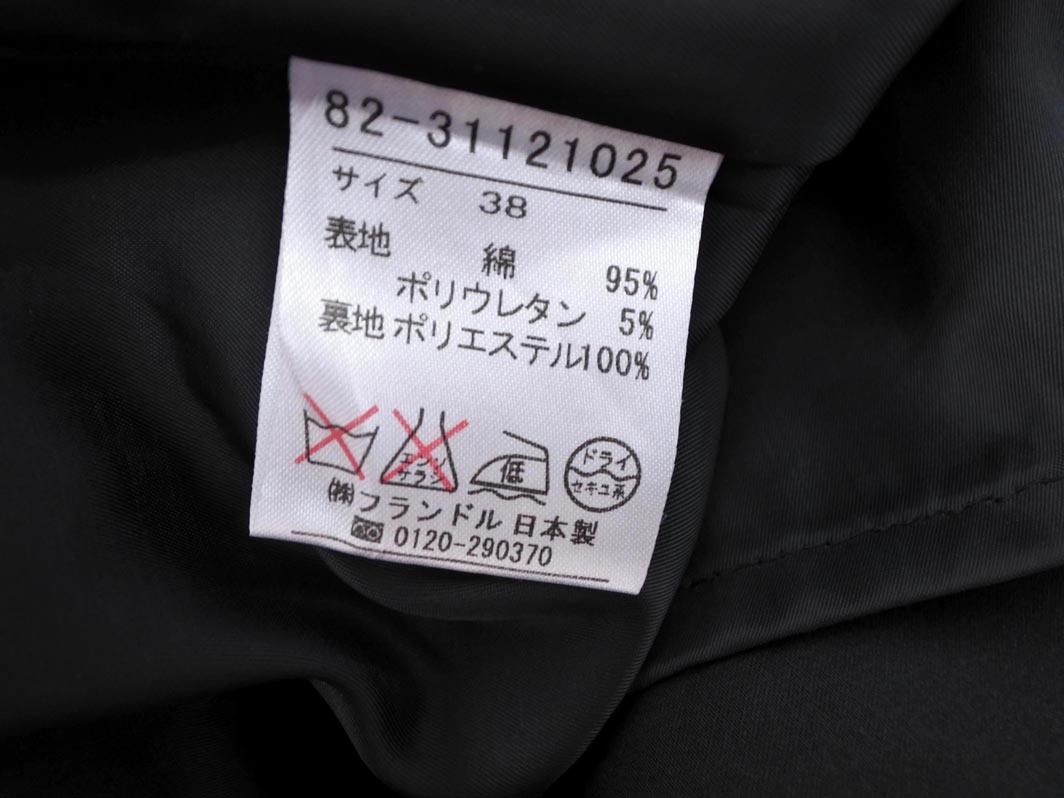 82-31121025
サイズ 38
表地 綿 95%
ポリウレタン 5%
裏地 ポリエステル100%
エンソ
サラシ
低
ドライ
セキユ系
㈱フランドル 日本製
0120-290370